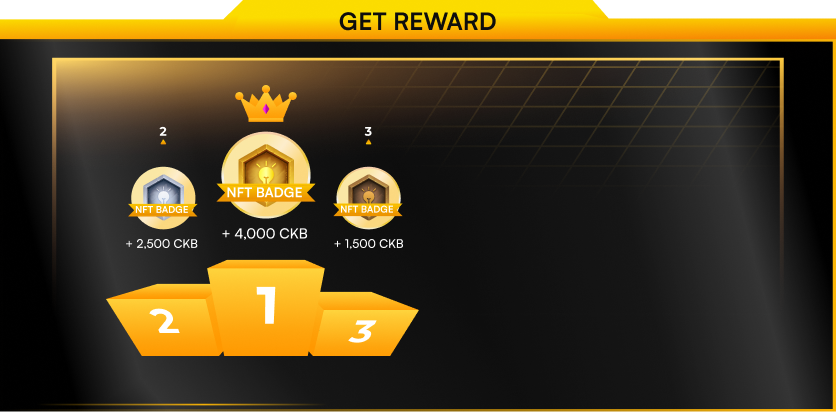 GET REWARD
2
3
NFT BADGE
NFT BADGE
NFT BADGE
+ 2,500 CKB
+ 4,000 CKB
+ 1,500 CKB
2
1
3